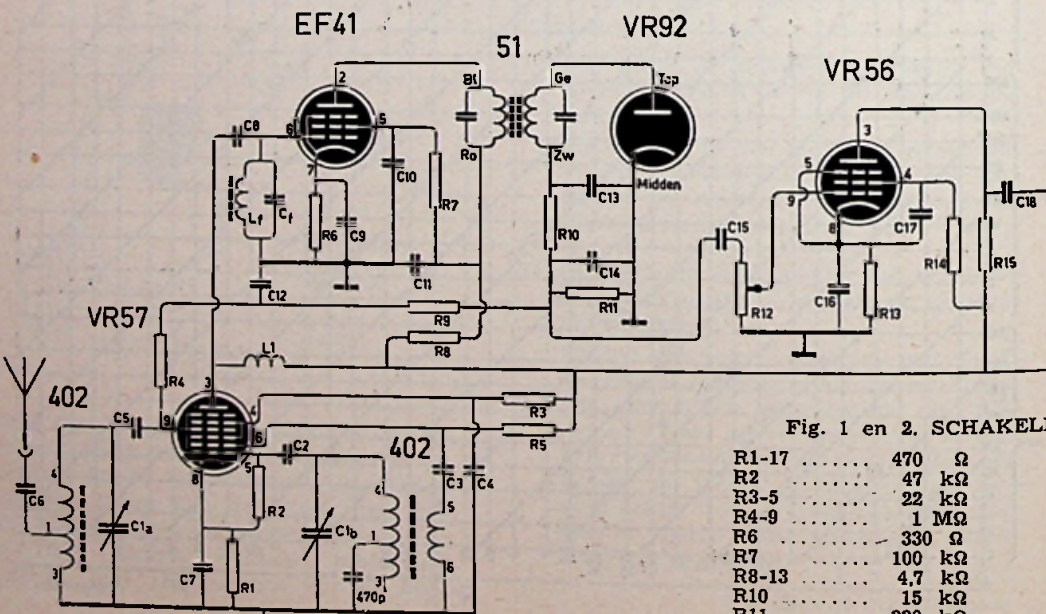 EF41
51
VR92
VR56
2
6
5
7
C8
Lf
Cf
R6
C9
C10
R7
C11
C12
Bl
Ro
Ge
Zw
Top
Midden
C13
R10
C14
R11
C15
R12
3
5
9
4
8
C17
C16
R13
R14
R15
C18
VR57
R9
R8
L1
R4
402
C5
3
9
4
6
5
8
C2
R2
R3
R5
402
C3
C4
C6
4
1
3
C1a
C7
R1
C1b
4
1
3
470p
5
6
Fig. 1 en 2. SCHAKEL
R1-17 ....... 470 Ω
R2 ....... 47 kΩ
R3-5 ....... 22 kΩ
R4-9 ....... 1 MΩ
R6 ....... 330 Ω
R7 ....... 100 kΩ
R8-13 ....... 4,7 kΩ
R10 ....... 15 kΩ